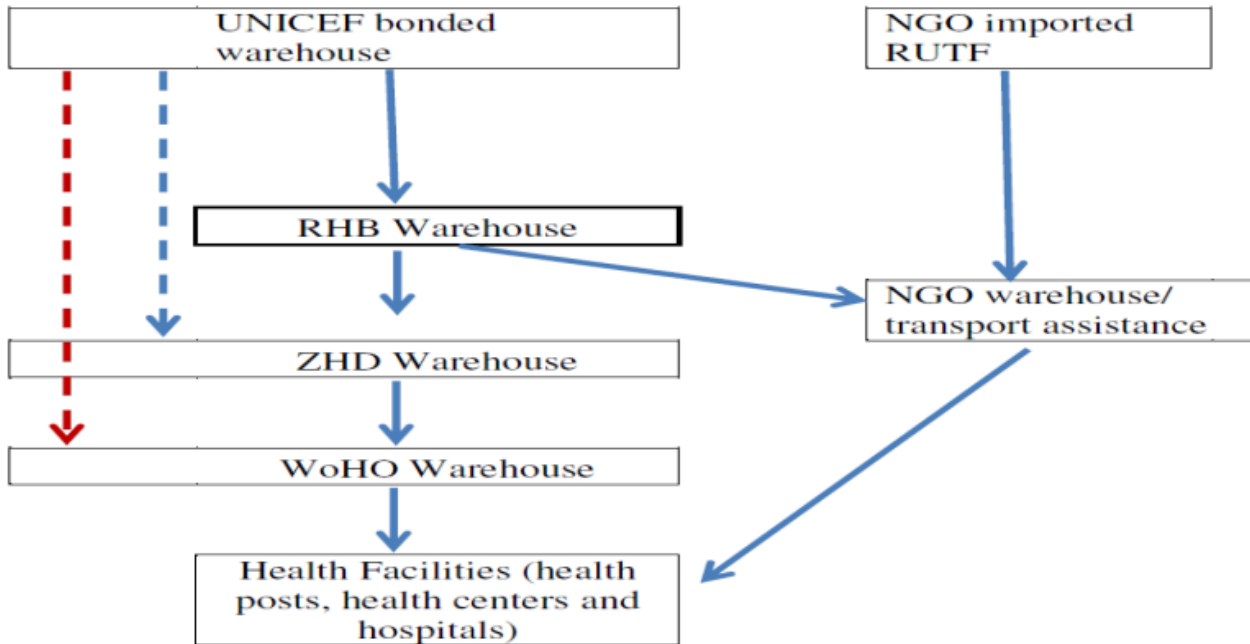 UNICEF bonded
warehouse
NGO imported
RUTF
RHB Warehouse
NGO warehouse/
transport assistance
ZHD Warehouse
WoHO Warehouse
Health Facilities (health
posts, health centers and
hospitals)